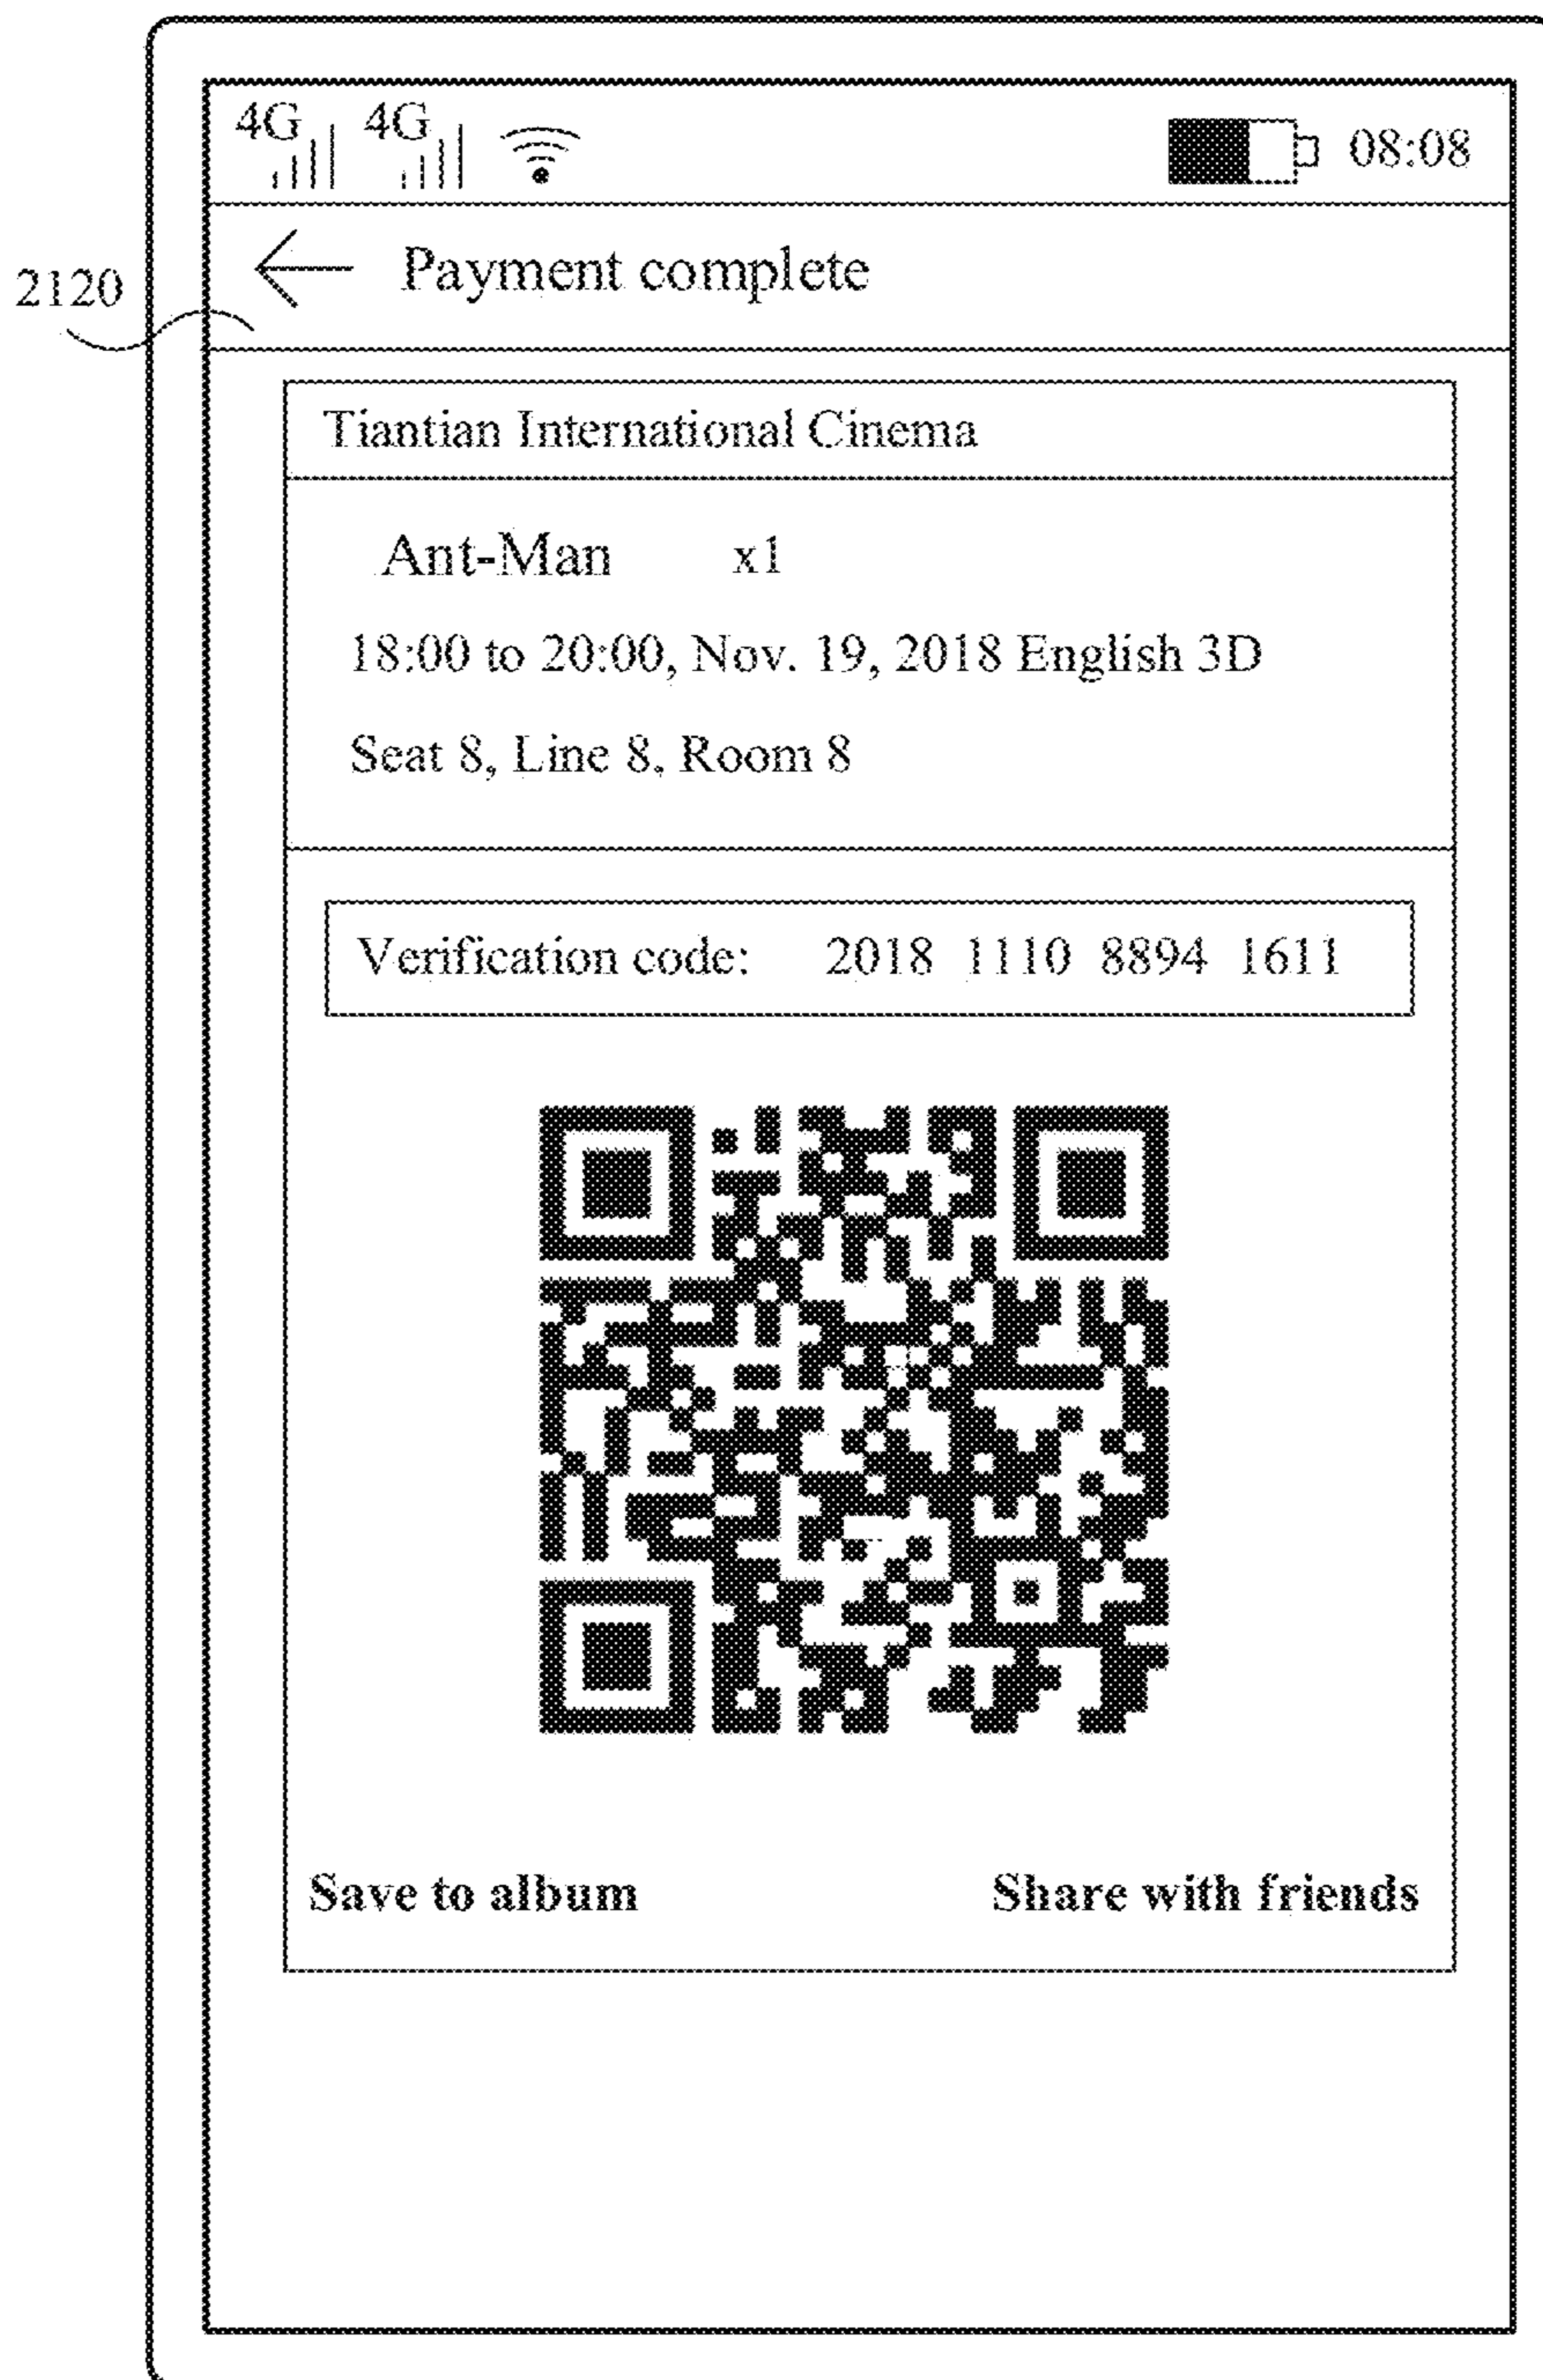 4G 4G 08:08
2120
Payment complete
Tiantian International Cinema
Ant-Man x1
18:00 to 20:00, Nov. 19, 2018 English 3D
Seat 8, Line 8, Room 8
Verification code: 2018 1110 8894 1611
Save to album Share with friends